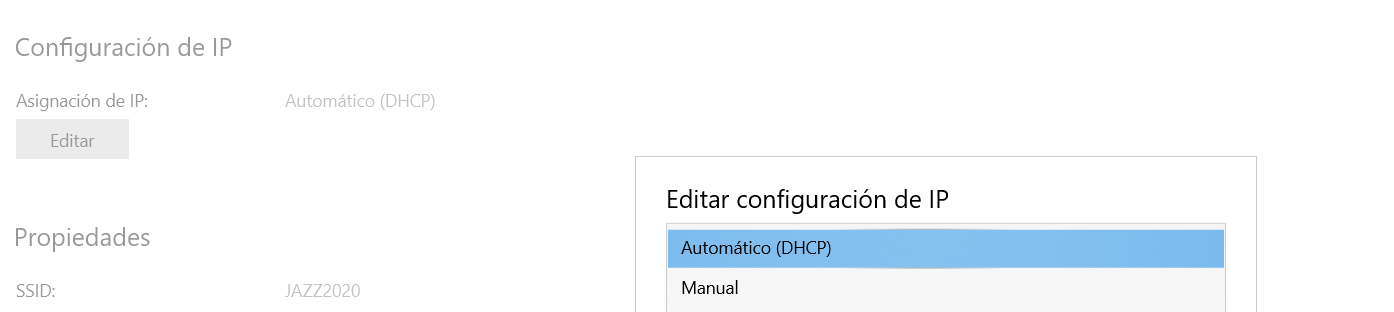 Configuración de IP
Asignación de IP: Automático (DHCP)
Editar
Propiedades
SSID: JAZZ2020
Editar configuración de IP
Automático (DHCP)
Manual